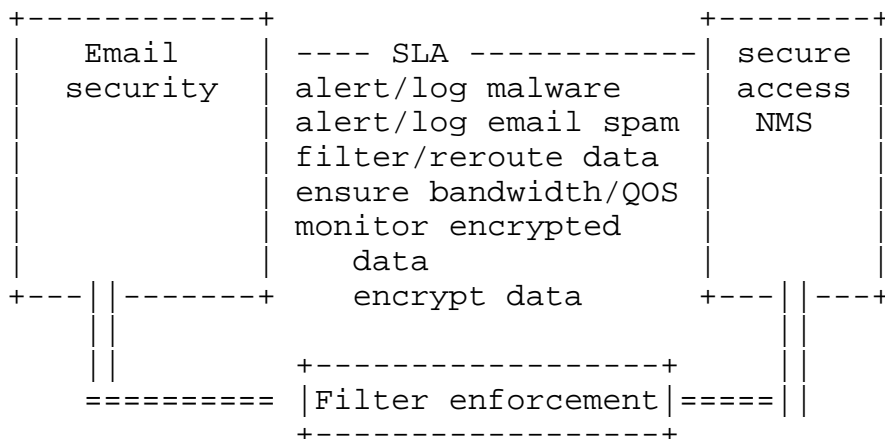 +------------+                       +--------+
|    Email    | ---- SLA ------------| secure |
|   security  | alert/log malware    | access
|             | alert/log email spam |  NMS   |
|             | filter/reroute data  |        |
|             | ensure bandwidth/QOS |        |
|             | monitor encrypted    |        |
|             |    data              |        |
+---||-------+     encrypt data      +---||---+
    ||                                   ||
    ||         +------------------+      ||
    ========== |Filter enforcement|=====||
               +------------------+